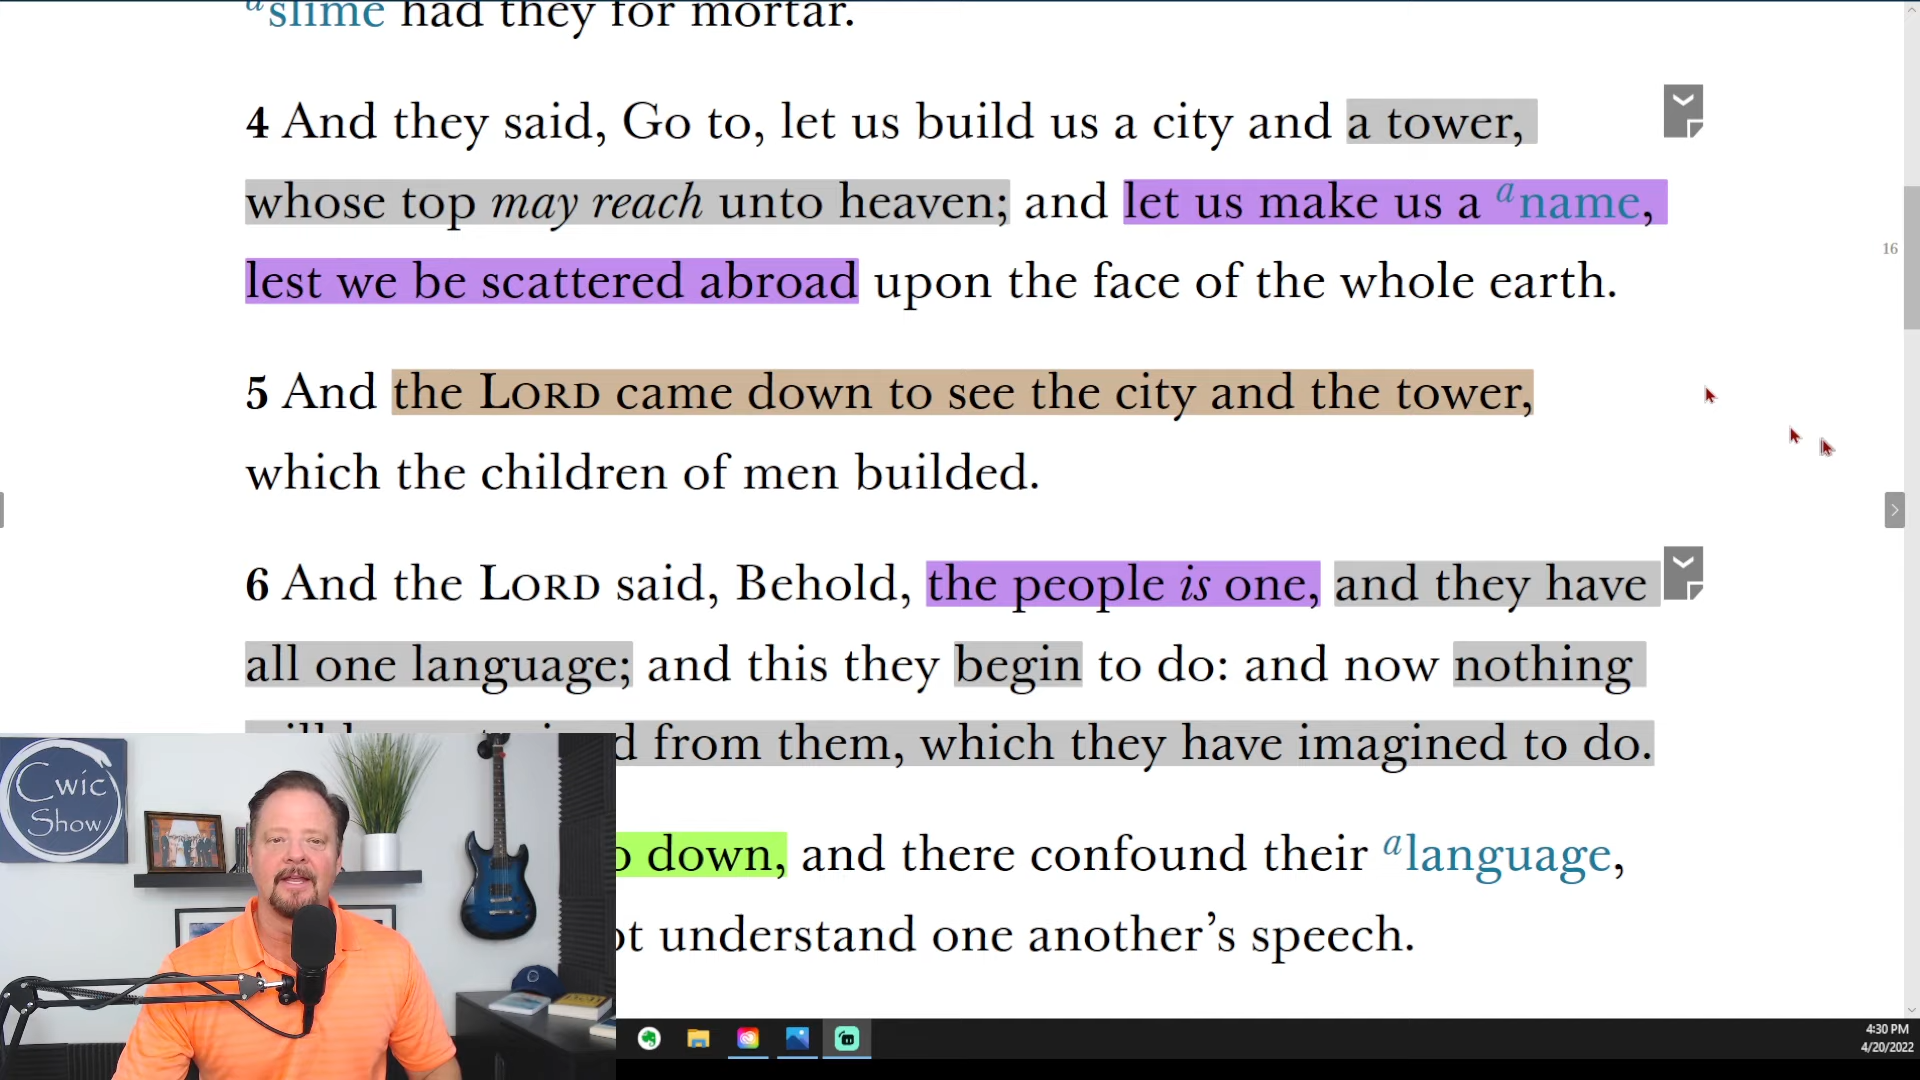 a slime had they for mortar.
4 And they said, Go to, let us build us a city and a tower,
whose top may reach unto heaven; and let us make us a a name,
lest we be scattered abroad upon the face of the whole earth.
16
5 And the LORD came down to see the city and the tower,
which the children of men builded.
6 And the LORD said, Behold, the people is one, and they have
all one language; and this they begin to do: and now nothing
from them, which they have imagined to do.
down, and there confound their a language,
understand one another’s speech.
Cwic
Show
4:30 PM
4/20/2022